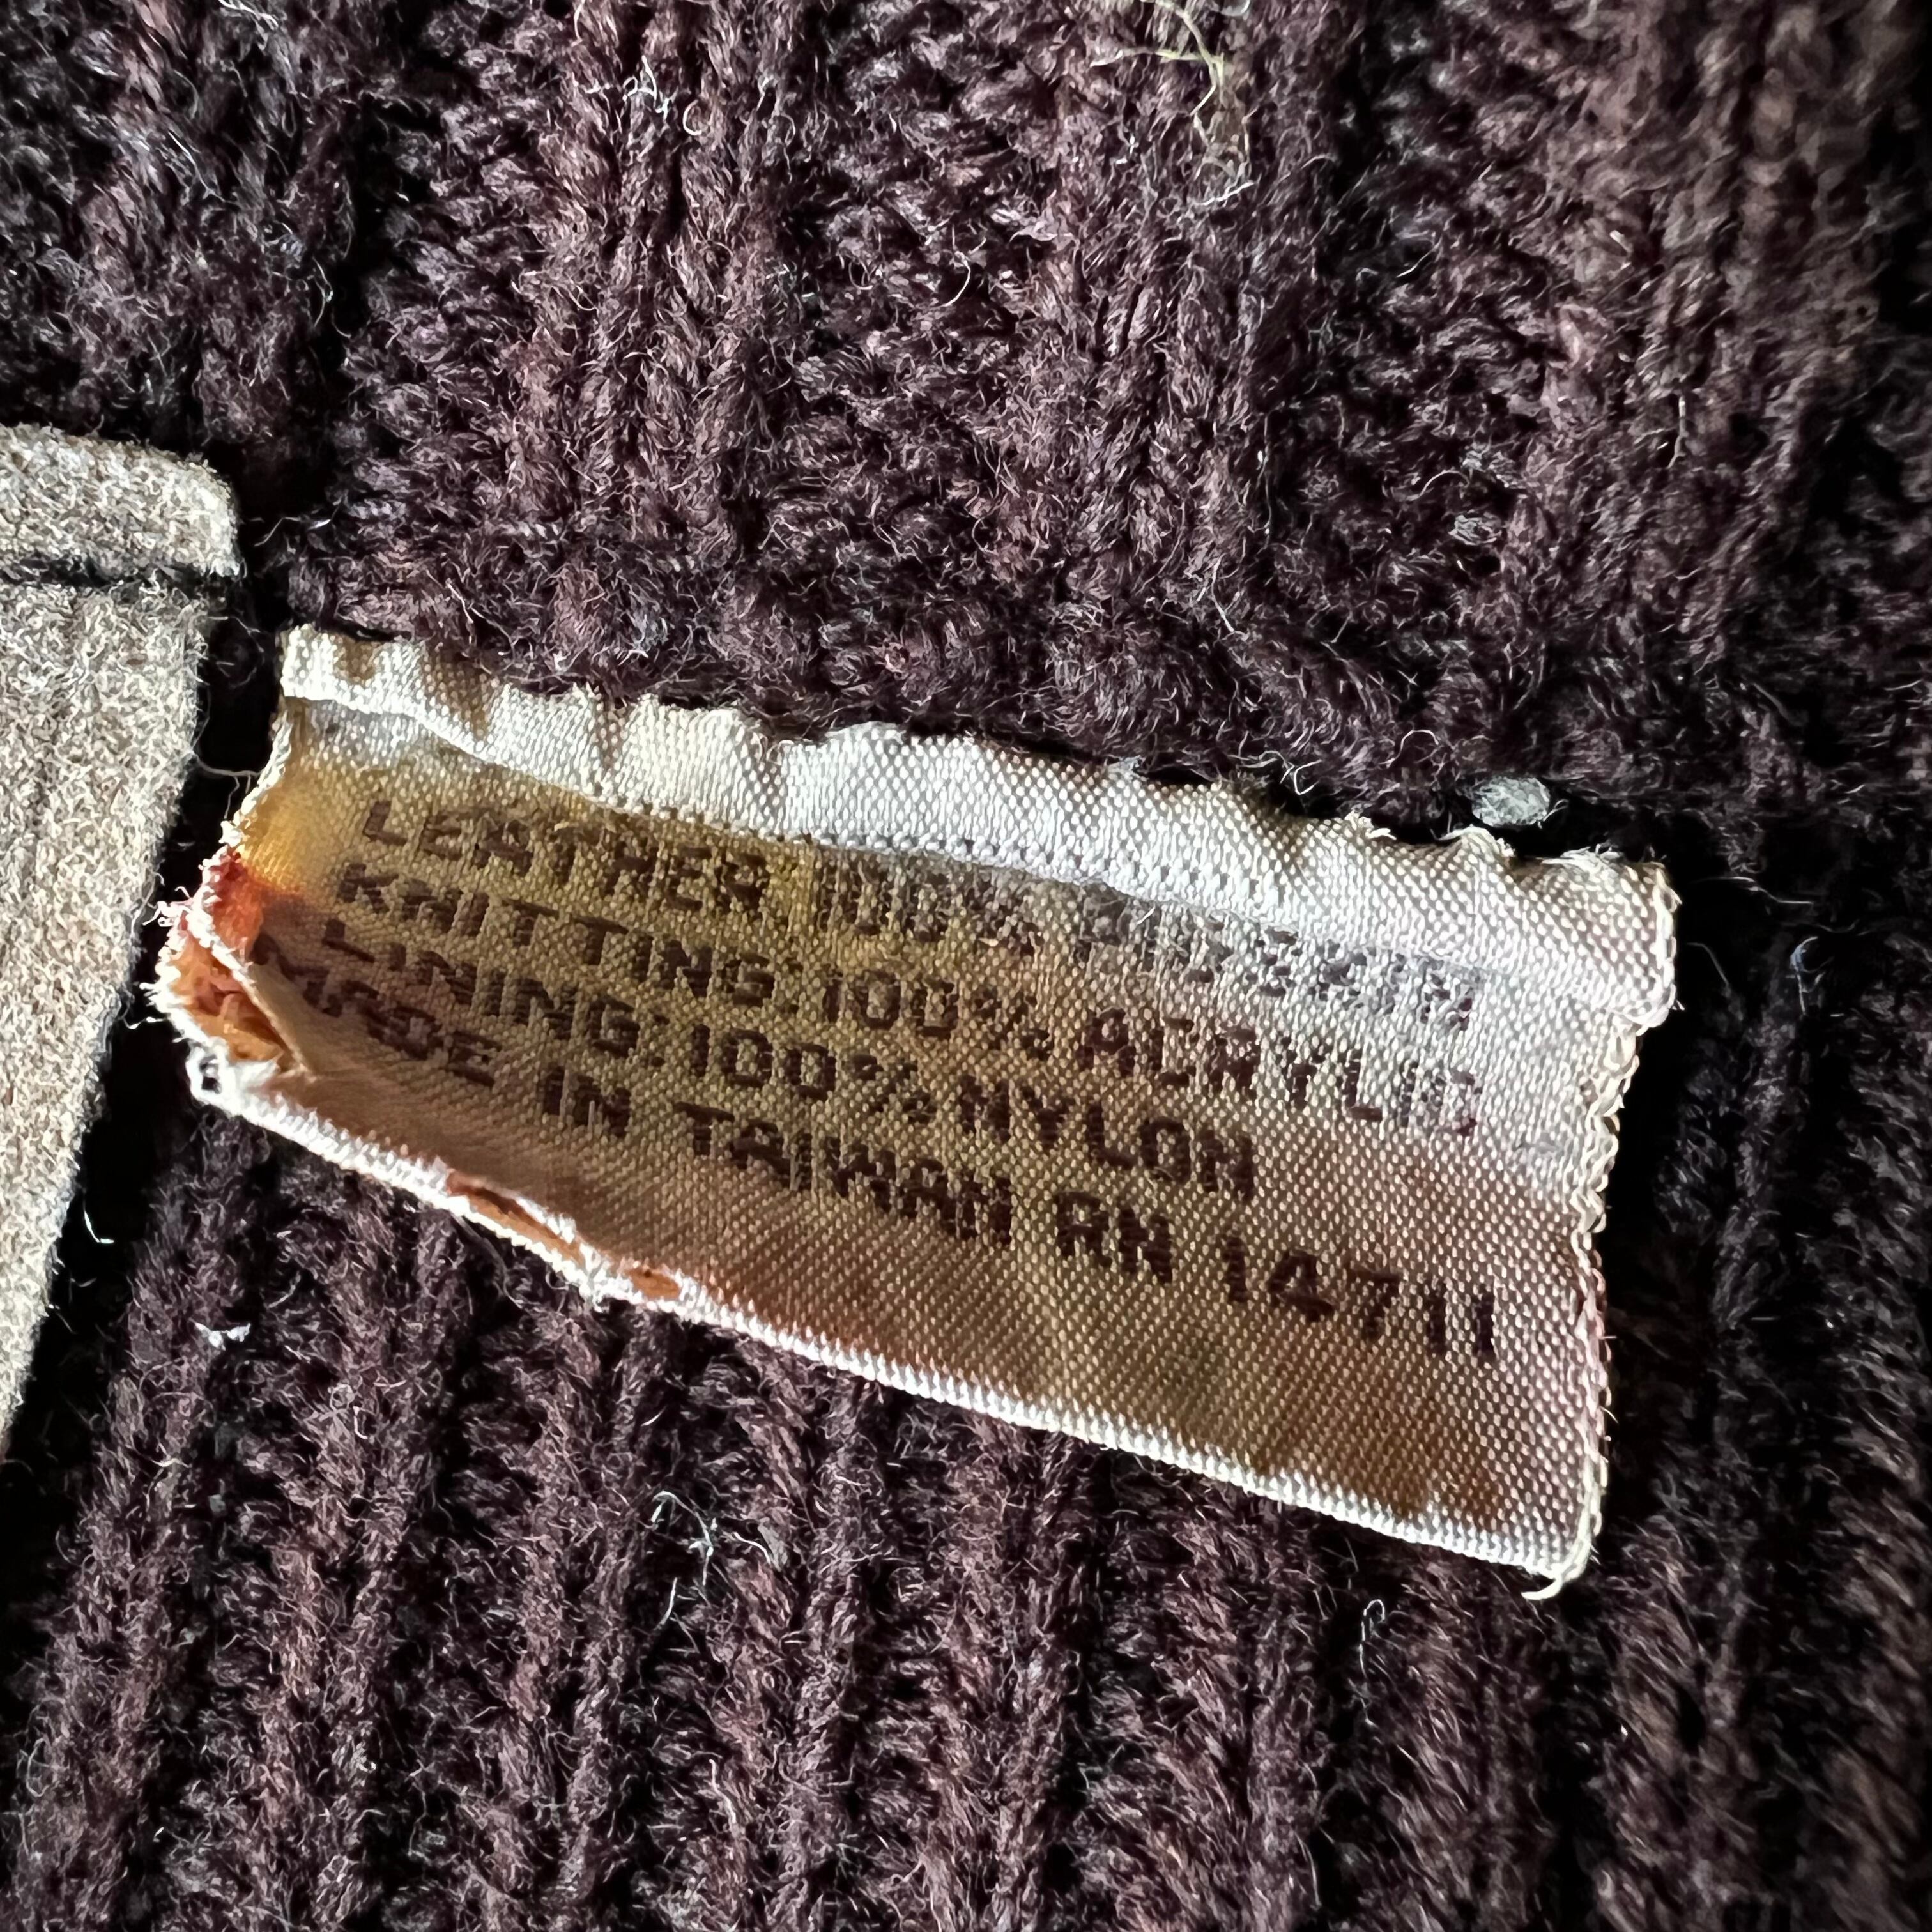 LEATHER 100% PIGSKIN
KNITTING:100% ACRYLIC
LINING:100% NYLON
MADE IN TAIWAN RN 14711